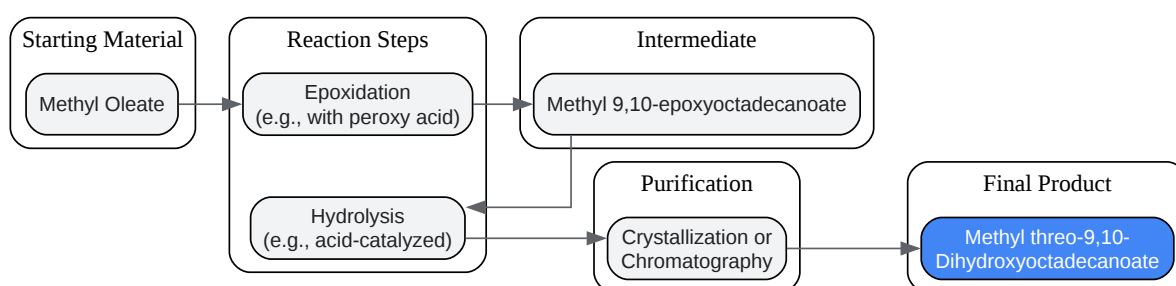 Starting Material
Methyl Oleate
Reaction Steps
Epoxidation
(e.g., with peroxy acid)
Intermediate
Methyl 9,10-epoxyoctadecanoate
Hydrolysis
(e.g., acid-catalyzed)
Purification
Crystallization or
Chromatography
Final Product
Methyl threo-9,10-
Dihydroxyoctadecanoate